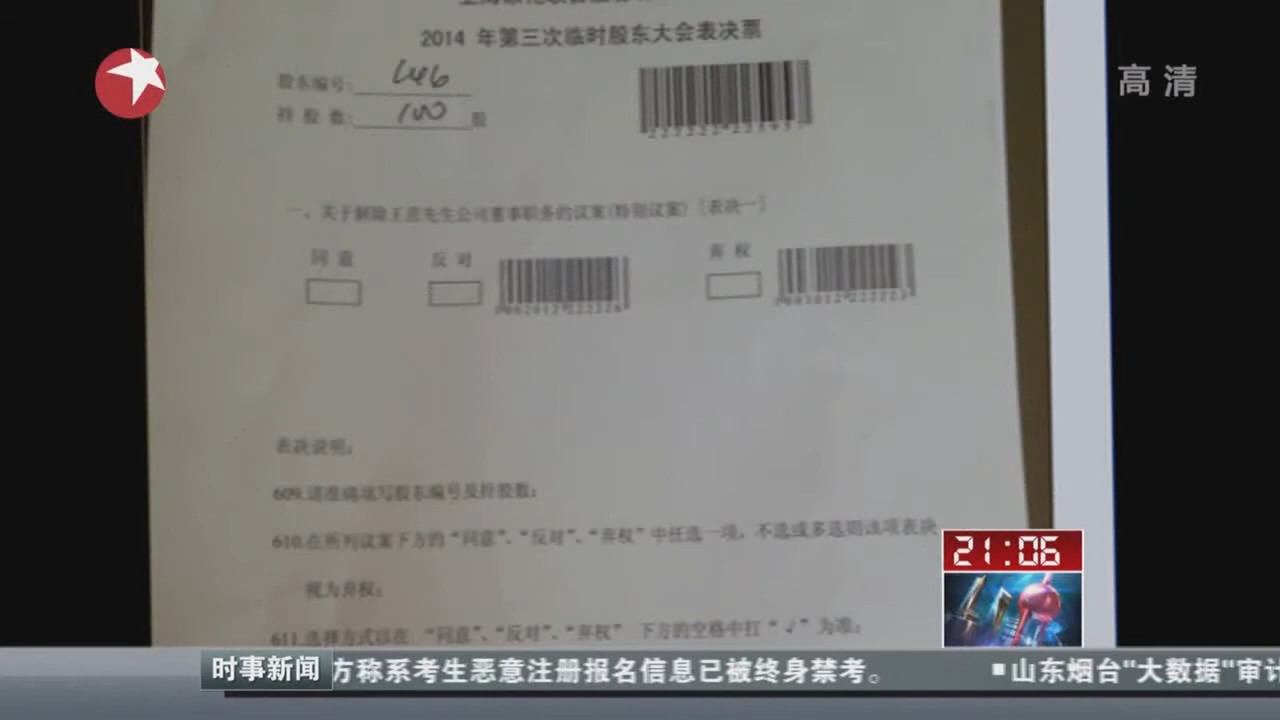 2014 年第三次临时股东大会表决票
高清
股东编号: 646
持 股 数: 100 股
一、关于解除王茁先生公司董事职务的议案(特别议案)［表决一］
同 意 反 对 弃 权
表决说明:
609.请准确填写股东编号及持股数;
610.在所列议案下方的“同意”、“反对”、“弃权”中任选一项，不选或多选则该项表决
视为弃权;
611.选择方式以在 “同意”、“反对”、“弃权” 下方的空格中打“√”为准;
21:06
时事新闻 方称系考生恶意注册报名信息已被终身禁考。 ■山东烟台"大数据"审计